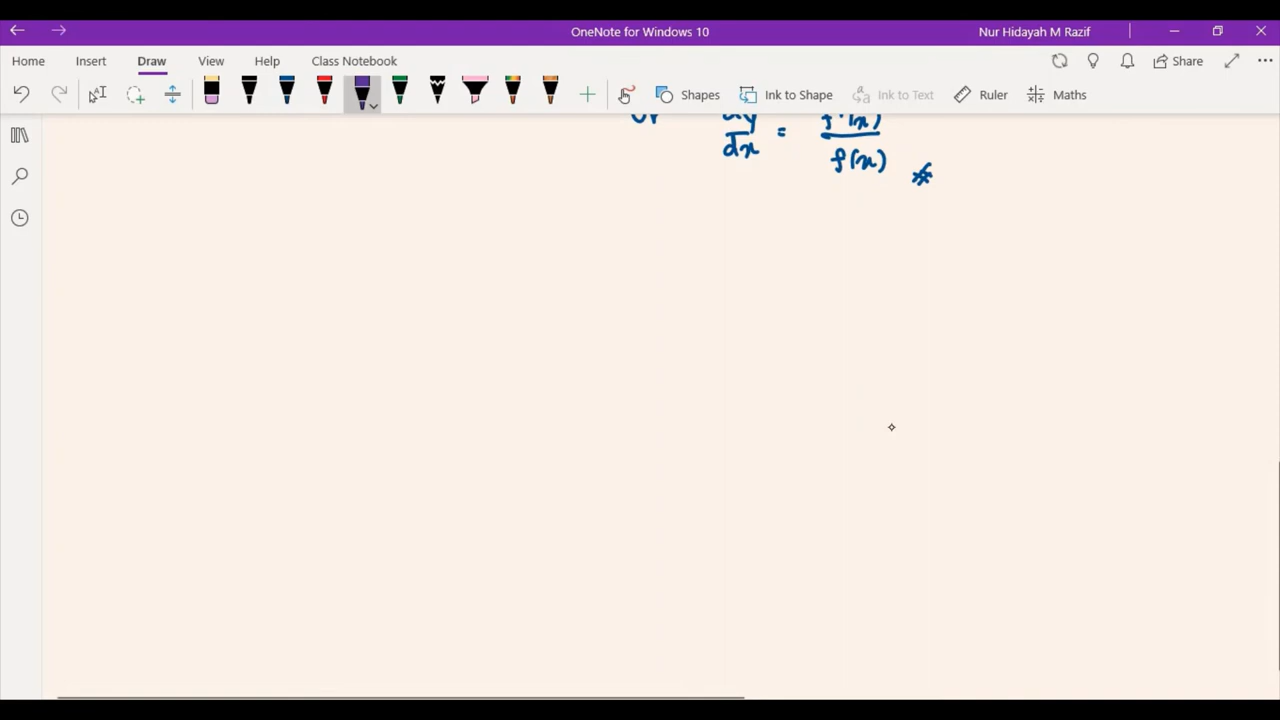 OneNote for Windows 10
Nur Hidayah M Razif
Home Insert Draw View Help Class Notebook
Share
Shapes Ink to Shape Ink to Text Ruler Maths
or dy/dx = f'(x)/f(x) *